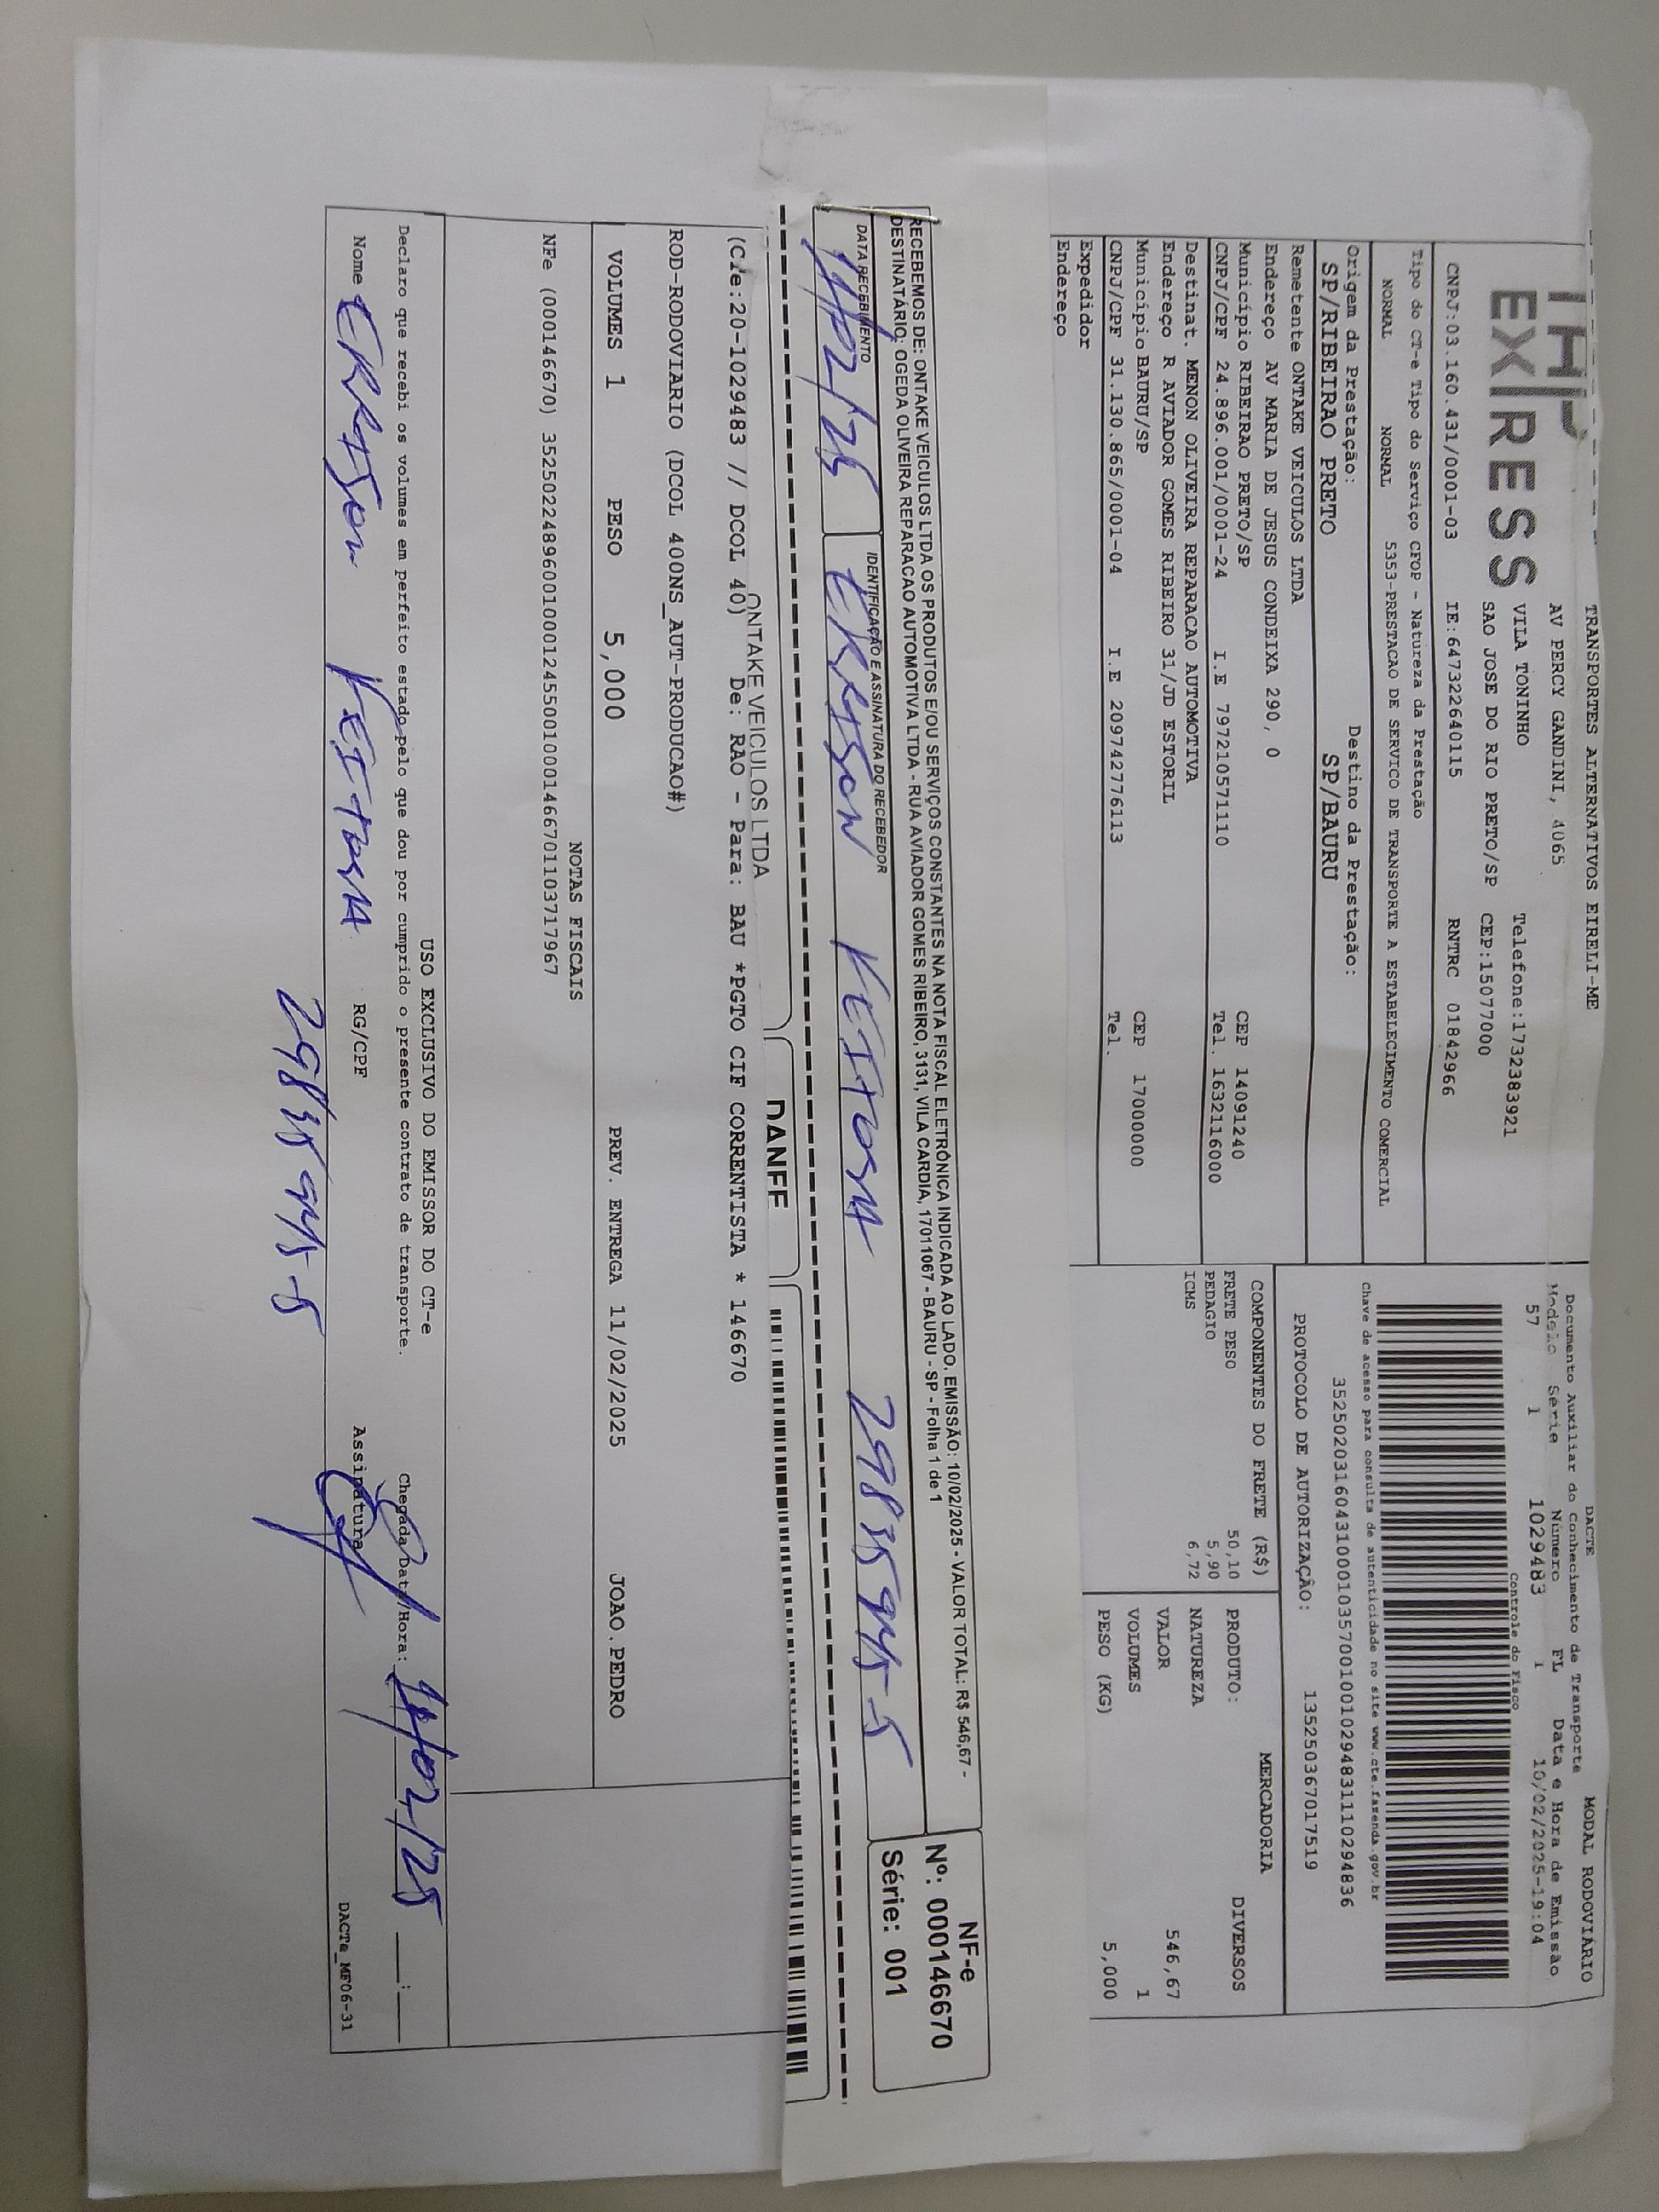 TRANSPORTES ALTERNATIVOS EIRELI-ME
EX RESS
AV PERCY GANDINI, 4065
VILA TONINHO Telefone:1732383921
SAO JOSE DO RIO PRETO/SP CEP:15077000
CNPJ:03.160.431/0001-03 IE:647322640115 RNTRC 01842966
Tipo do CT-e Tipo do Serviço CFOP - Natureza da Prestação
NORMAL NORMAL 5353-PRESTACAO DE SERVICO DE TRANSPORTE A ESTABELECIMENTO COMERCIAL
Origem da Prestação: Destino da Prestação:
SP/RIBEIRAO PRETO SP/BAURU
Remetente ONTAKE VEICULOS LTDA
Endereço AV MARIA DE JESUS CONDEIXA 290, 0
Município RIBEIRAO PRETO/SP CEP 14091240
CNPJ/CPF 24.896.001/0001-24 I.E 797210571110 Tel. 1632116000
Destinat. MENON OLIVEIRA REPARACAO AUTOMOTIVA
Endereço R AVIADOR GOMES RIBEIRO 31/JD ESTORIL
Município BAURU/SP CEP 17000000
CNPJ/CPF 31.130.865/0001-04 I.E 209742776113 Tel.
Expedidor
Endereço
DACTE MODAL RODOVIÁRIO
Documento Auxiliar do Conhecimento de Transporte
Modelo Série Número FL Data e Hora de Emissão
57 1 1029483 1 10/02/2025-19:04
Controle do Fisco
Chave de acesso para consulta de autenticidade no site www.cte.fazenda.gov.br
35250203160431000103570010010294831110294836
PROTOCOLO DE AUTORIZAÇÃO: 135250367017519
COMPONENTES DO FRETE (R$)
FRETE PESO 50,10
PEDAGIO 5,90
ICMS 6,72
MERCADORIA
PRODUTO: DIVERSOS
NATUREZA
VALOR 546,67
VOLUMES 1
PESO (KG) 5,000
RECEBEMOS DE: ONTAKE VEICULOS LTDA OS PRODUTOS E/OU SERVIÇOS CONSTANTES NA NOTA FISCAL ELETRÔNICA INDICADA AO LADO. EMISSÃO: 10/02/2025 - VALOR TOTAL: R$ 546,67 -
DESTINATÁRIO: OGEDA OLIVEIRA REPARACAO AUTOMOTIVA LTDA - RUA AVIADOR GOMES RIBEIRO, 3131, VILA CARDIA, 17011067 - BAURU - SP - Folha 1 de 1
DATA RECEBIMENTO IDENTIFICAÇÃO E ASSINATURA DO RECEBEDOR
NF-e
Nº: 000146670
Série: 001
ONTAKE VEICULOS LTDA
DANFE
DCOL 40) De: RAO - Para: BAU *PGTO CIF CORRENTISTA * 146670
ROD-RODOVIARIO (DCOL 400NS_AUT-PRODUCAO#)
VOLUMES 1 PESO 5,000 PREV. ENTREGA 11/02/2025 JOAO.PEDRO
NOTAS FISCAIS
NFe (000146670) 35250224896001000124550010001466701103717967
USO EXCLUSIVO DO EMISSOR DO CT-e
Declaro que recebi os volumes em perfeito estado pelo que dou por cumprido o presente contrato de transporte. Chegada Data/Hora:
Nome RG/CPF Assinatura
DACTe_MF06-31